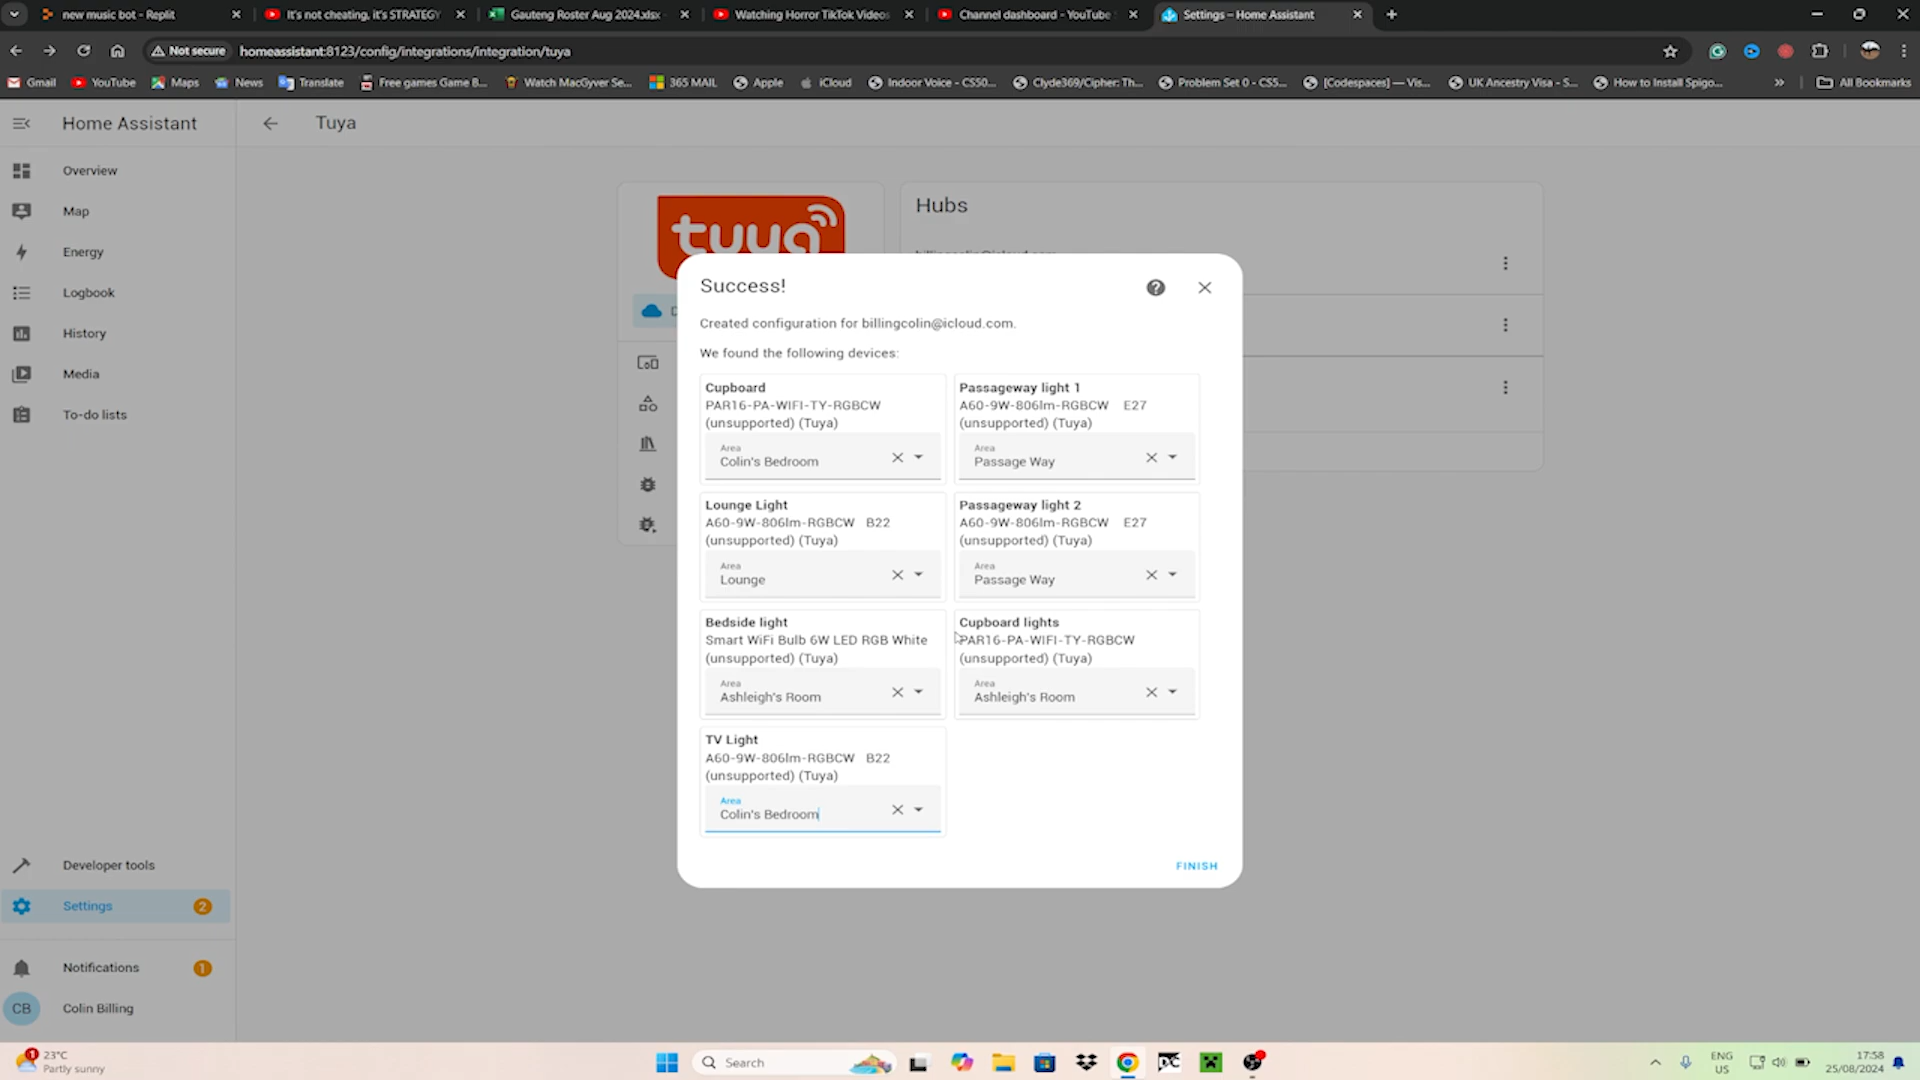 new music bot - Replit
It's not cheating, it's STRATEGY
Gauteng Roster Aug 2024.xlsx -
Watching Horror TikTok Videos
Channel dashboard - YouTube
Settings – Home Assistant
Not secure
homeassistant:8123/config/integrations/integration/tuya
Gmail
YouTube
Maps
News
Translate
Free games Game B...
Watch MacGyver Se...
365 MAIL
Apple
iCloud
Indoor Voice - CS50...
Clyde369/Cipher: Th...
Problem Set 0 - CS5...
[Codespaces] — Vis...
UK Ancestry Visa - S...
How to Install Spigo...
All Bookmarks
Home Assistant
Tuya
Overview
Map
Energy
Logbook
History
Media
To-do lists
Developer tools
Settings 2
Notifications 1
CB Colin Billing
tuya
Hubs
Success!
Created configuration for billingcolin@icloud.com.
We found the following devices:
Cupboard
PAR16-PA-WIFI-TY-RGBCW
(unsupported) (Tuya)
Area
Colin's Bedroom
Passageway light 1
A60-9W-806lm-RGBCW E27
(unsupported) (Tuya)
Area
Passage Way
Lounge Light
A60-9W-806lm-RGBCW B22
(unsupported) (Tuya)
Area
Lounge
Passageway light 2
A60-9W-806lm-RGBCW E27
(unsupported) (Tuya)
Area
Passage Way
Bedside light
Smart WiFi Bulb 6W LED RGB White
(unsupported) (Tuya)
Area
Ashleigh's Room
Cupboard lights
PAR16-PA-WIFI-TY-RGBCW
(unsupported) (Tuya)
Area
Ashleigh's Room
TV Light
A60-9W-806lm-RGBCW B22
(unsupported) (Tuya)
Area
Colin's Bedroom
FINISH
1
23°C
Partly sunny
Search
ENG
US
17:58
25/08/2024